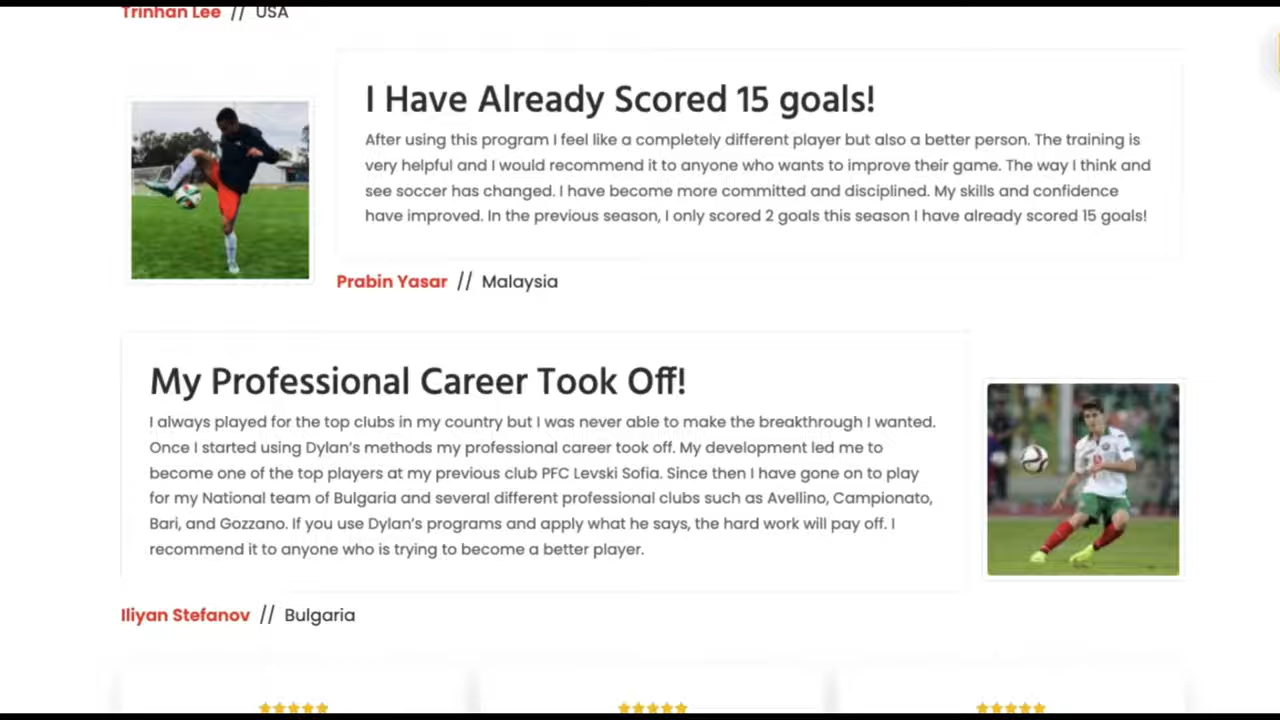 Trinhan Lee // USA
I Have Already Scored 15 goals!
After using this program I feel like a completely different player but also a better person. The training is
very helpful and I would recommend it to anyone who wants to improve their game. The way I think and
see soccer has changed. I have become more committed and disciplined. My skills and confidence
have improved. In the previous season, I only scored 2 goals this season I have already scored 15 goals!
Prabin Yasar // Malaysia
My Professional Career Took Off!
I always played for the top clubs in my country but I was never able to make the breakthrough I wanted.
Once I started using Dylan's methods my professional career took off. My development led me to
become one of the top players at my previous club PFC Levski Sofia. Since then I have gone on to play
for my National team of Bulgaria and several different professional clubs such as Avellino, Campionato,
Bari, and Gozzano. If you use Dylan's programs and apply what he says, the hard work will pay off. I
recommend it to anyone who is trying to become a better player.
Iliyan Stefanov // Bulgaria